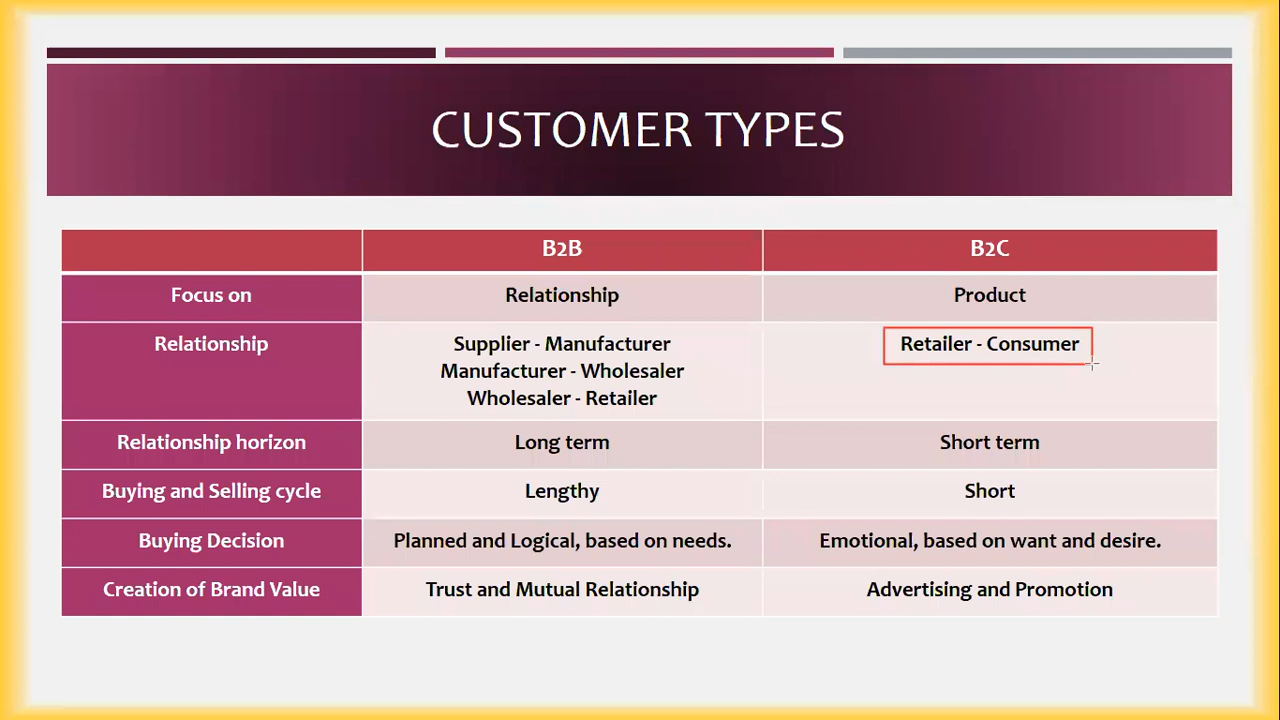 CUSTOMER TYPES
B2B B2C
Focus on Relationship Product
Relationship Supplier - Manufacturer Retailer - Consumer
Manufacturer - Wholesaler
Wholesaler - Retailer
Relationship horizon Long term Short term
Buying and Selling cycle Lengthy Short
Buying Decision Planned and Logical, based on needs. Emotional, based on want and desire.
Creation of Brand Value Trust and Mutual Relationship Advertising and Promotion